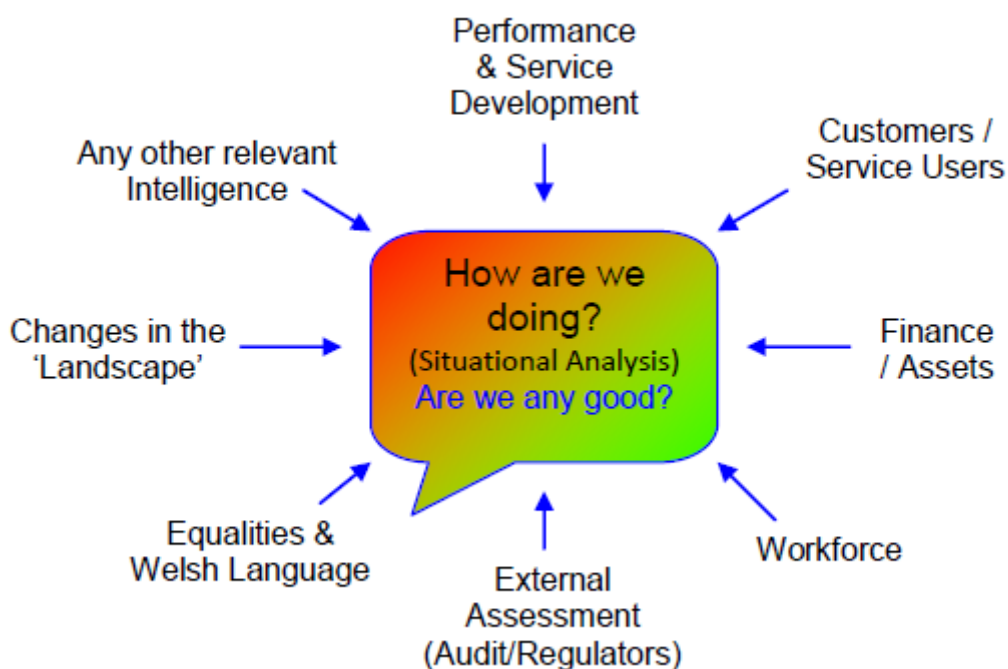 Performance
& Service
Development
Customers /
Service Users
Any other relevant
Intelligence
How are we
doing?
(Situational Analysis)
Are we any good?
Changes in the
‘Landscape’
Finance
/ Assets
Equalities &
Welsh Language
External
Assessment
(Audit/Regulators)
Workforce